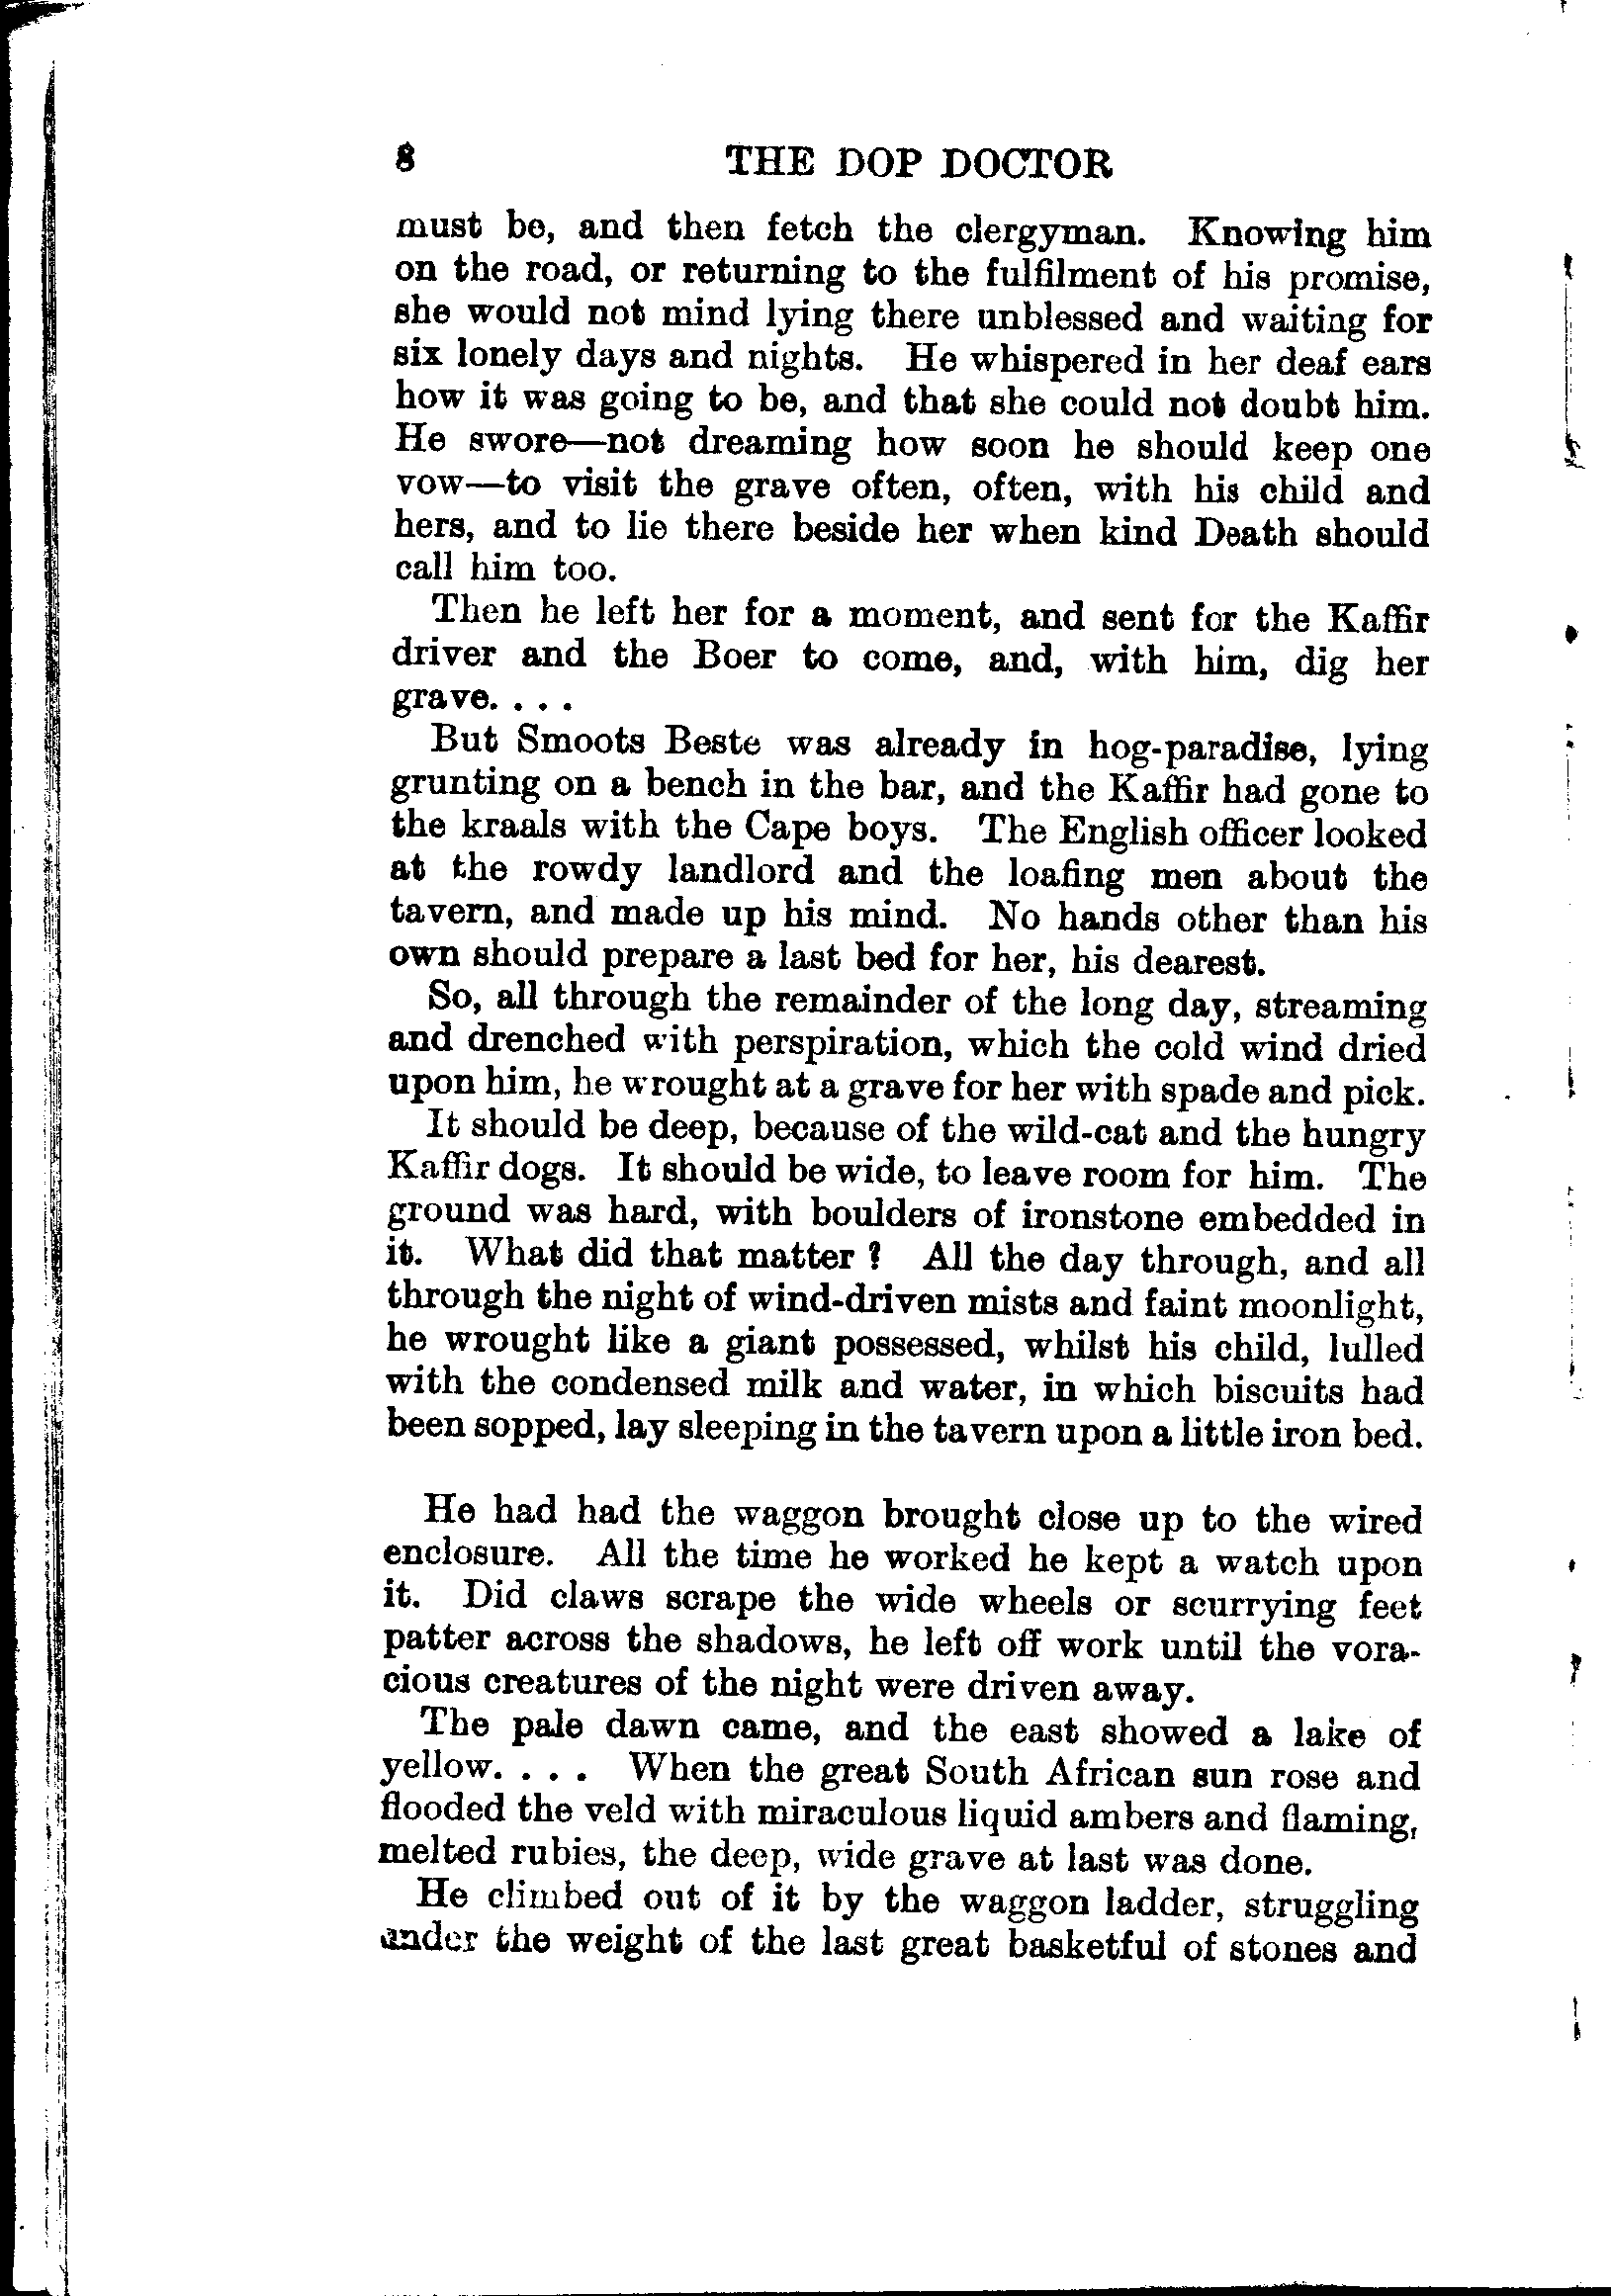 8 THE DOP DOCTOR
must be, and then fetch the clergyman. Knowing him
on the road, or returning to the fulfilment of his promise,
she would not mind lying there unblessed and waiting for
six lonely days and nights. He whispered in her deaf ears
how it was going to be, and that she could not doubt him.
He swore—not dreaming how soon he should keep one
vow—to visit the grave often, often, with his child and
hers, and to lie there beside her when kind Death should
call him too.
Then he left her for a moment, and sent for the Kaffir
driver and the Boer to come, and, with him, dig her
grave. . . .
But Smoots Beste was already in hog-paradise, lying
grunting on a bench in the bar, and the Kaffir had gone to
the kraals with the Cape boys. The English officer looked
at the rowdy landlord and the loafing men about the
tavern, and made up his mind. No hands other than his
own should prepare a last bed for her, his dearest.
So, all through the remainder of the long day, streaming
and drenched with perspiration, which the cold wind dried
upon him, he wrought at a grave for her with spade and pick.
It should be deep, because of the wild-cat and the hungry
Kaffir dogs. It should be wide, to leave room for him. The
ground was hard, with boulders of ironstone embedded in
it. What did that matter ? All the day through, and all
through the night of wind-driven mists and faint moonlight,
he wrought like a giant possessed, whilst his child, lulled
with the condensed milk and water, in which biscuits had
been sopped, lay sleeping in the tavern upon a little iron bed.
He had had the waggon brought close up to the wired
enclosure. All the time he worked he kept a watch upon
it. Did claws scrape the wide wheels or scurrying feet
patter across the shadows, he left off work until the vora-
cious creatures of the night were driven away.
The pale dawn came, and the east showed a lake of
yellow. . . . When the great South African sun rose and
flooded the veld with miraculous liquid ambers and flaming,
melted rubies, the deep, wide grave at last was done.
He climbed out of it by the waggon ladder, struggling
under the weight of the last great basketful of stones and